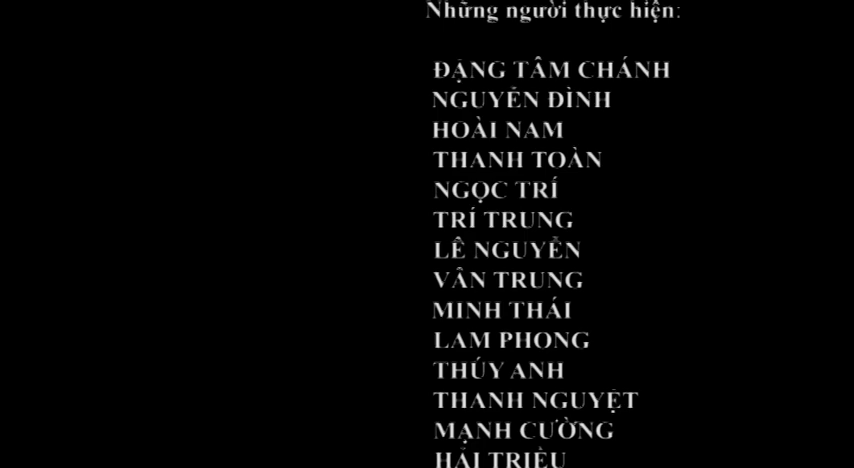 Những người thực hiện:
ĐẶNG TÂM CHÁNH
NGUYỄN ĐÌNH
HOÀI NAM
THANH TOÀN
NGỌC TRÍ
TRÍ TRUNG
LÊ NGUYỄN
VÂN TRUNG
MINH THÁI
LAM PHONG
THÚY ANH
THANH NGUYỆT
MẠNH CƯỜNG
HẢI TRIỀU